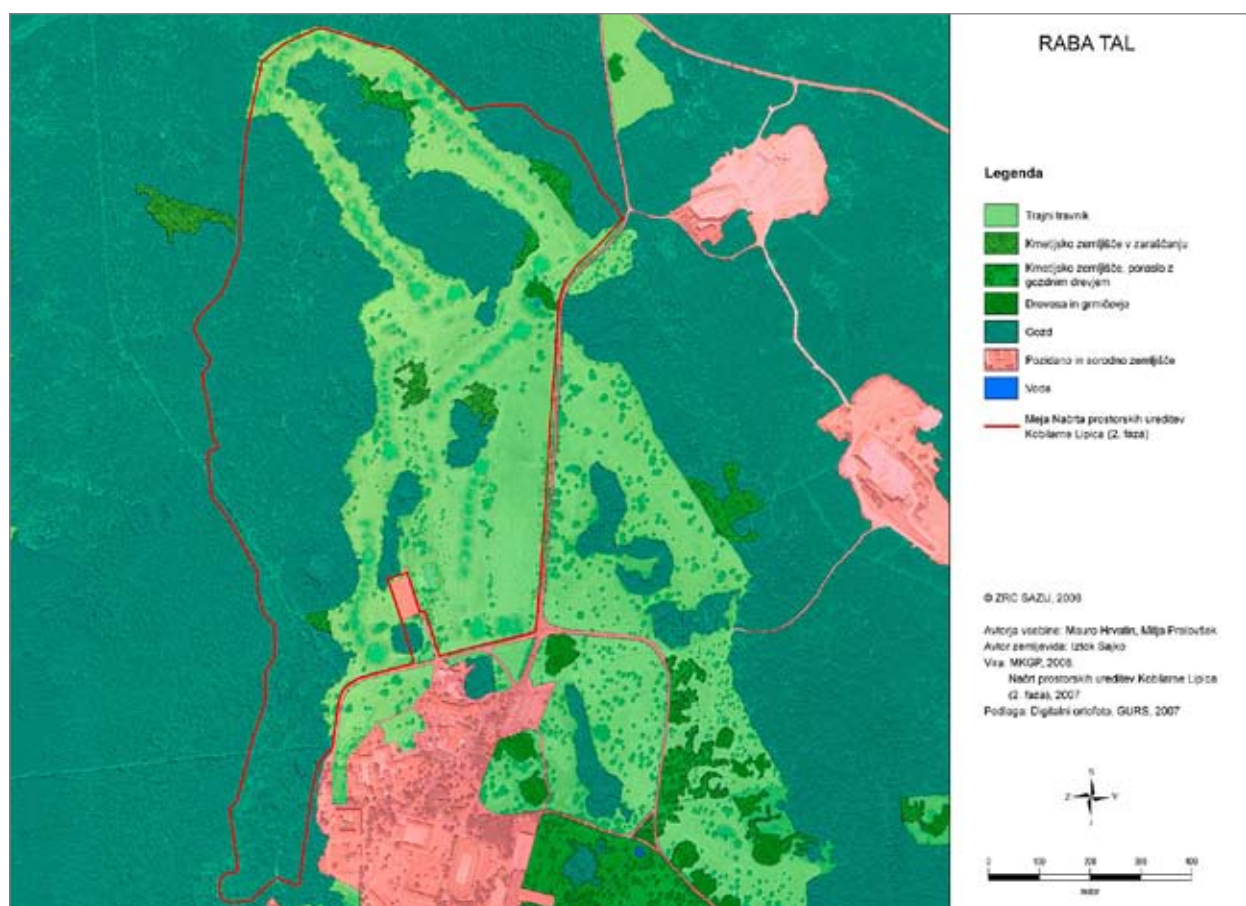 RABA TAL
Legenda
Trajni travnik
Kmetijsko zemljišče v zaraščanju
Kmetijsko zemljišče, poraslo z
gozdnim drevjem
Drevesa in grmičevje
Gozd
Pozidano in sorodno zemljišče
Voda
Meja Načrta prostorskih ureditev
Kobilarne Lipica (2. faza)
© ZRC SAZU, 2008
Avtorja vsebine: Mauro Hrvatin, Mitja Prelovšek
Avtor zemljevida: Iztok Sajko
Vira: MKGP, 2008.
Načrt prostorskih ureditev Kobilarne Lipica
(2. faza), 2007
Podlaga: Digitalni ortofoto, GURS, 2007
S
Z V
J
0 100 200 300 400